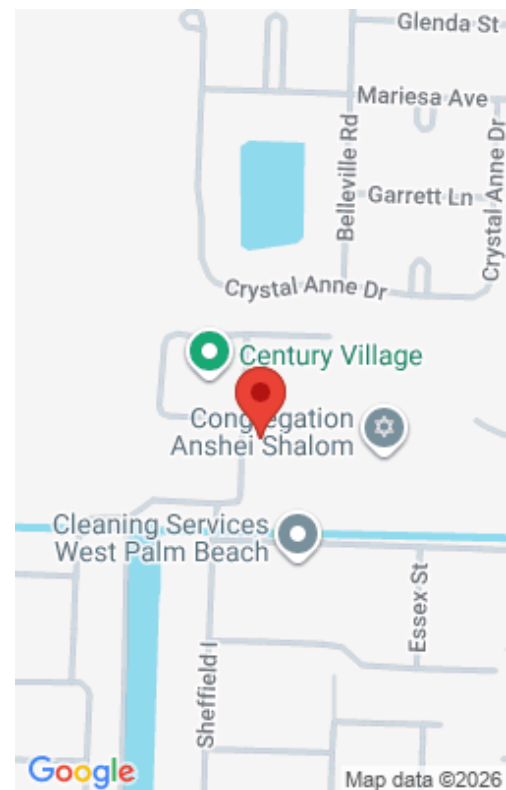 Glenda St
Mariesa Ave
Belleville Rd
Crystal Anne Dr
Garrett Ln
Crystal Anne Dr
Century Village
Congregation
Anshei Shalom
Cleaning Services
West Palm Beach
Essex St
Sheffield I
Google
Map data ©2026